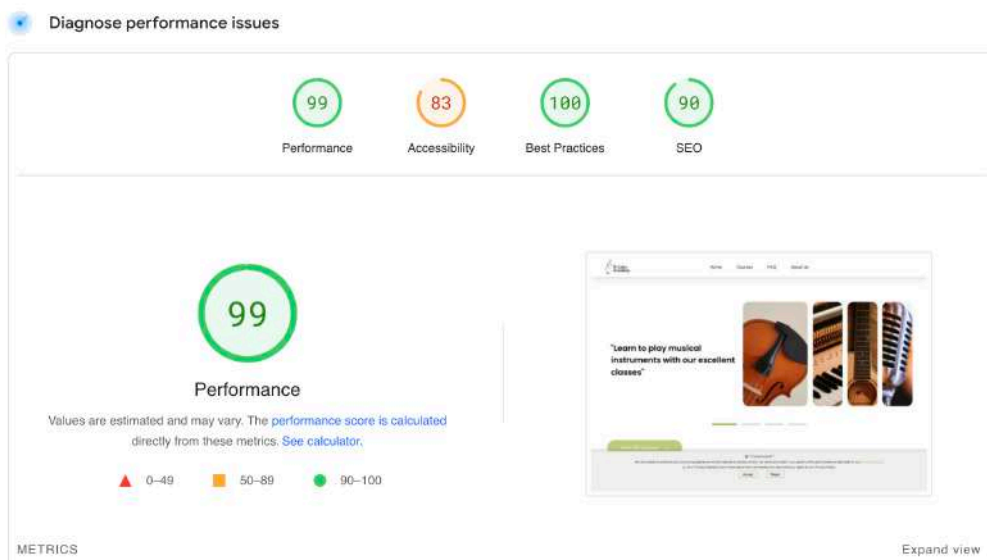 Diagnose performance issues
99
83
100
90
Performance
Accessibility
Best Practices
SEO
99
Performance
Values are estimated and may vary. The performance score is calculated
directly from these metrics. See calculator.
0–49
50–89
90–100
Home
Courses
FAQ
About Us
"Learn to play musical
instruments with our excellent
classes"
METRICS
Expand view